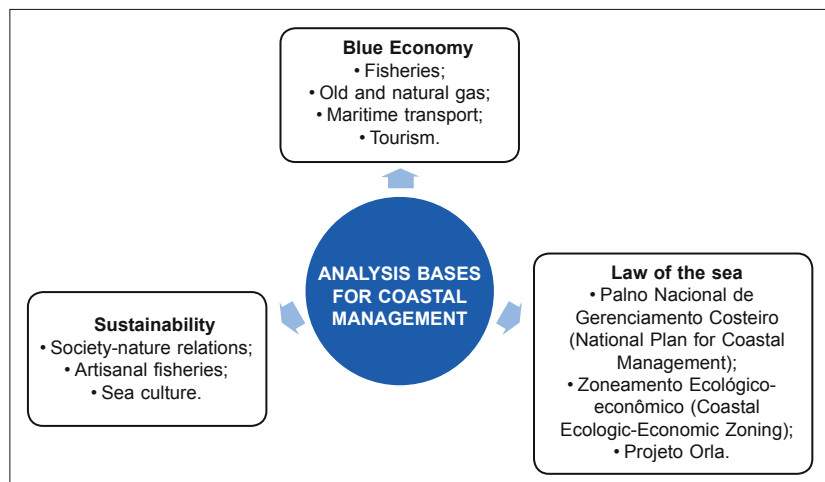 Blue Economy
• Fisheries;
• Old and natural gas;
• Maritime transport;
• Tourism.
ANALYSIS BASES
FOR COASTAL
MANAGEMENT
Sustainability
• Society-nature relations;
• Artisanal fisheries;
• Sea culture.
Law of the sea
• Palno Nacional de
Gerenciamento Costeiro
(National Plan for Coastal
Management);
• Zoneamento Ecológico-
econômico (Coastal
Ecologic-Economic Zoning);
• Projeto Orla.